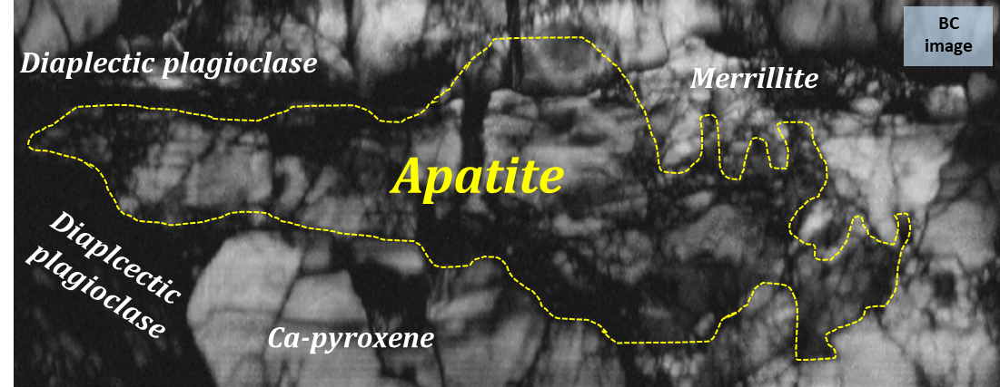 BC
image
Diaplectic plagioclase
Merrillite
Apatite
Diaplcectic
plagioclase
Ca-pyroxene